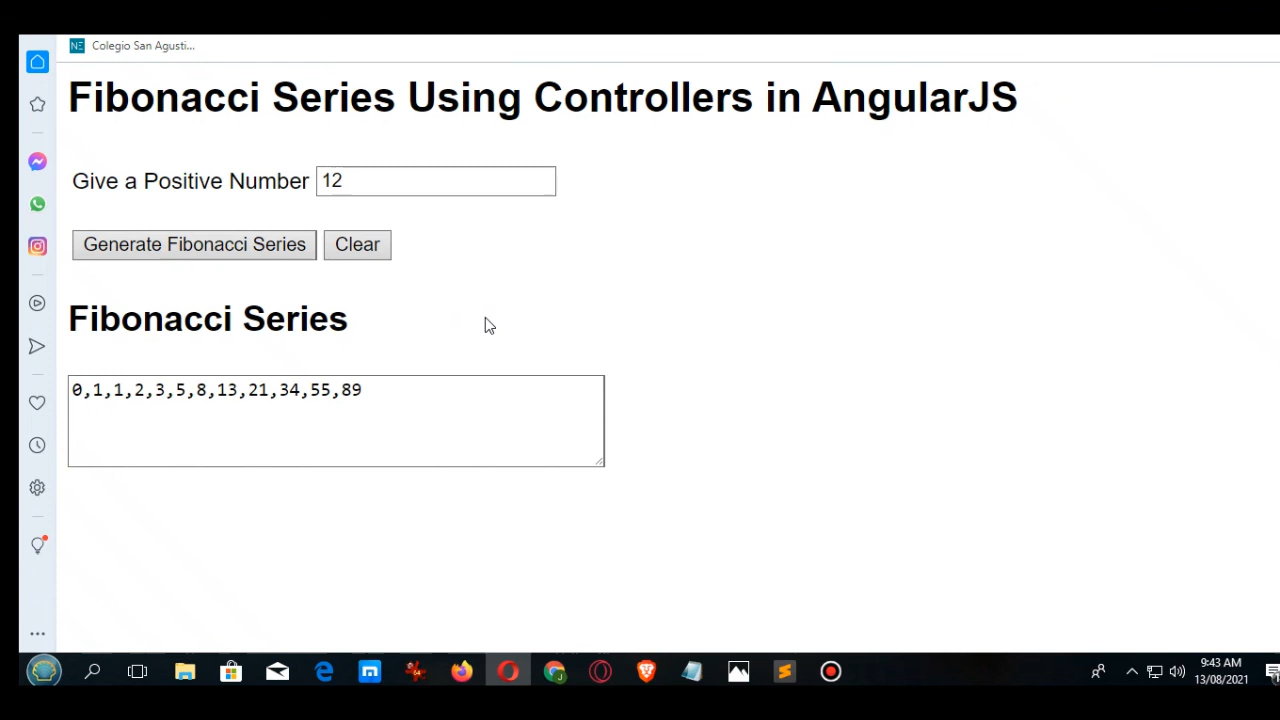 Colegio San Agusti...
Fibonacci Series Using Controllers in AngularJS
Give a Positive Number 12
Generate Fibonacci Series Clear
Fibonacci Series
0,1,1,2,3,5,8,13,21,34,55,89
9:43 AM
13/08/2021